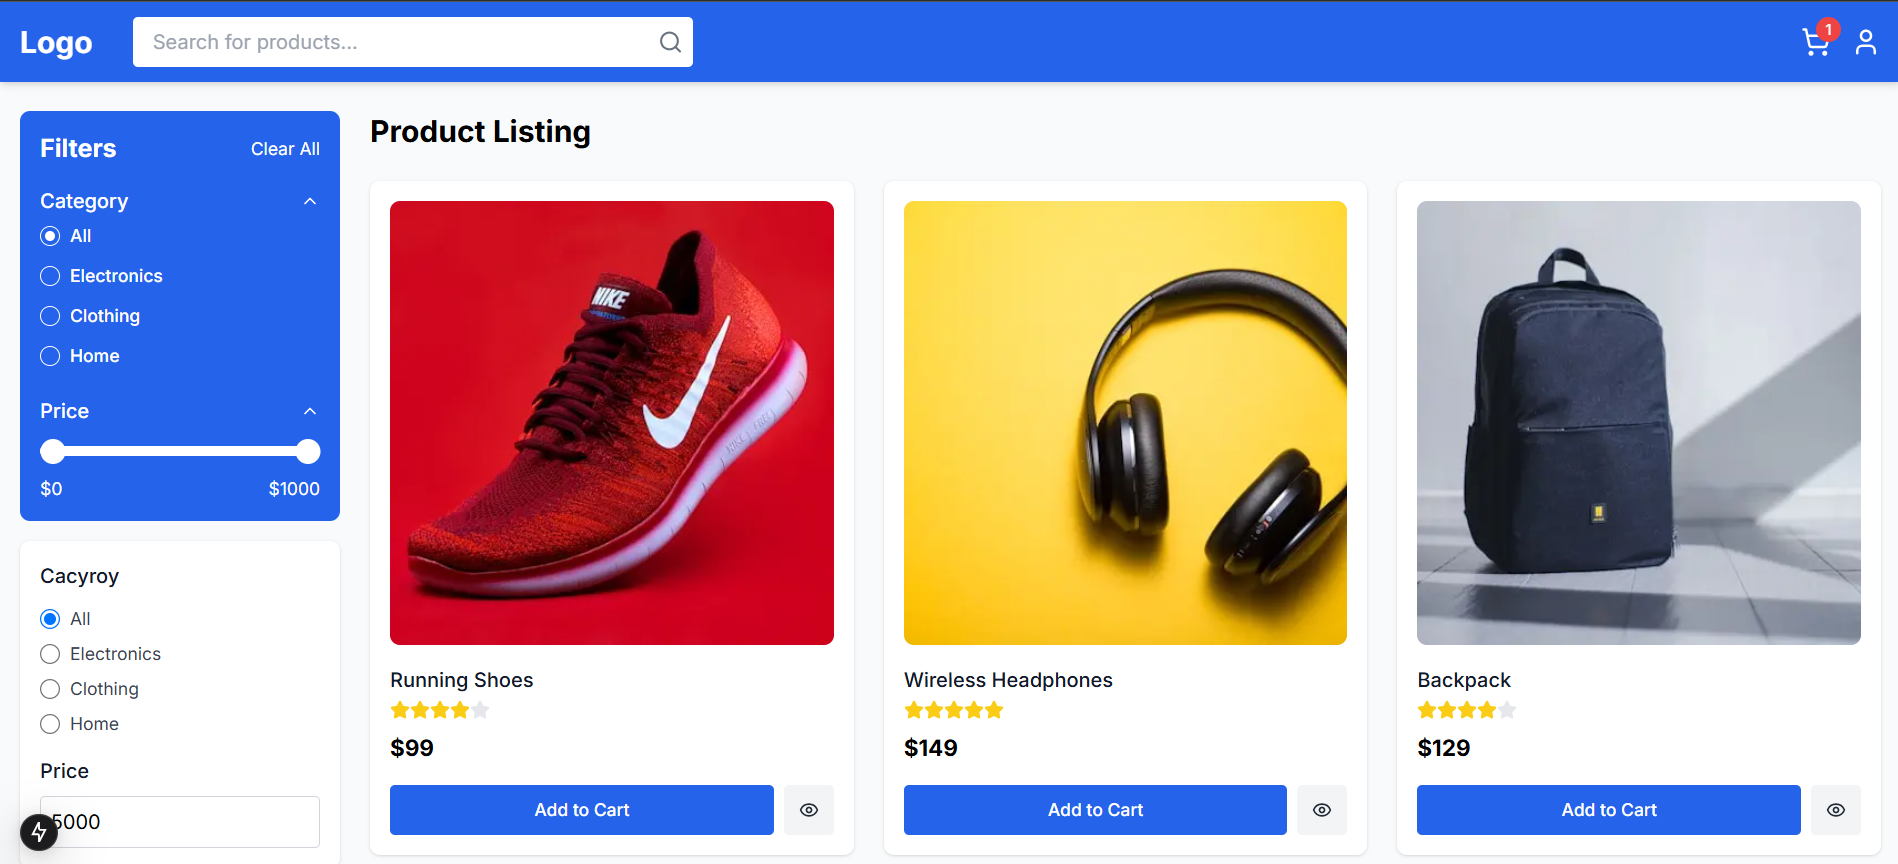 Logo
Search for products...
1
Filters
Clear All
Category
All
Electronics
Clothing
Home
Price
$0
$1000
Cacyroy
All
Electronics
Clothing
Home
Price
5000
Product Listing
NIKE
Running Shoes
$99
Add to Cart
Wireless Headphones
$149
Add to Cart
Backpack
$129
Add to Cart